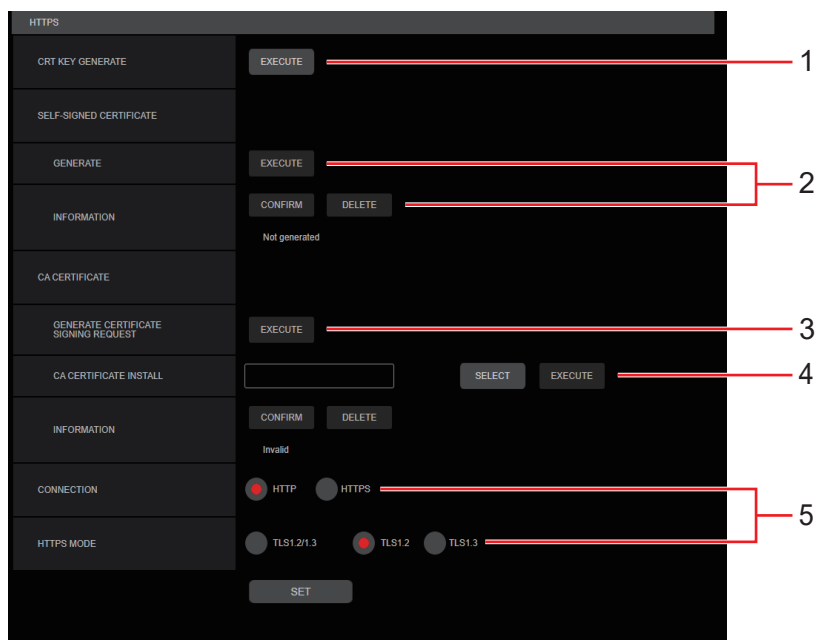 HTTPS
CRT KEY GENERATE EXECUTE 1
SELF-SIGNED CERTIFICATE
GENERATE EXECUTE
2
INFORMATION CONFIRM DELETE
Not generated
CA CERTIFICATE
GENERATE CERTIFICATE
SIGNING REQUEST EXECUTE 3
CA CERTIFICATE INSTALL SELECT EXECUTE 4
INFORMATION CONFIRM DELETE
Invalid
CONNECTION HTTP HTTPS
5
HTTPS MODE TLS1.2/1.3 TLS1.2 TLS1.3
SET